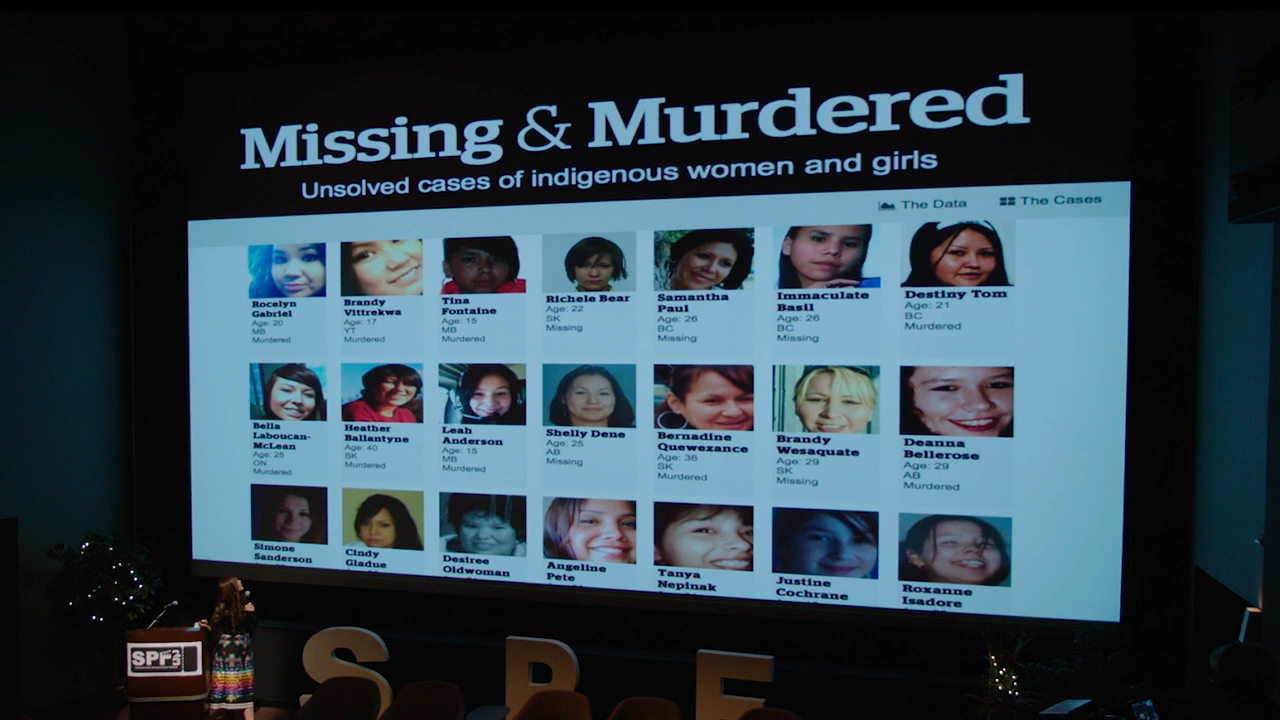 Missing & Murdered
Unsolved cases of indigenous women and girls
The Data
The Cases
Rocelyn
Gabriel
Age: 20
MB
Murdered
Brandy
Vittrekwa
Age: 17
YT
Murdered
Tina
Fontaine
Age: 15
MB
Murdered
Richele Bear
Age: 22
SK
Missing
Samantha
Paul
Age: 26
BC
Missing
Immaculate
Basil
Age: 26
BC
Missing
Destiny Tom
Age: 21
BC
Murdered
Bella
Laboucan-
McLean
Age: 25
ON
Murdered
Heather
Ballantyne
Age: 40
SK
Murdered
Leah
Anderson
Age: 15
MB
Murdered
Shelly Dene
Age: 25
AB
Missing
Bernadine
Quewezance
Age: 36
SK
Murdered
Brandy
Wesaquate
Age: 29
SK
Missing
Deanna
Bellerose
Age: 29
AB
Murdered
Simone
Sanderson
Cindy
Gladue
Desiree
Oldwoman
Angeline
Pete
Tanya
Nepinak
Justine
Cochrane
Roxanne
Isadore
SPF
S P F